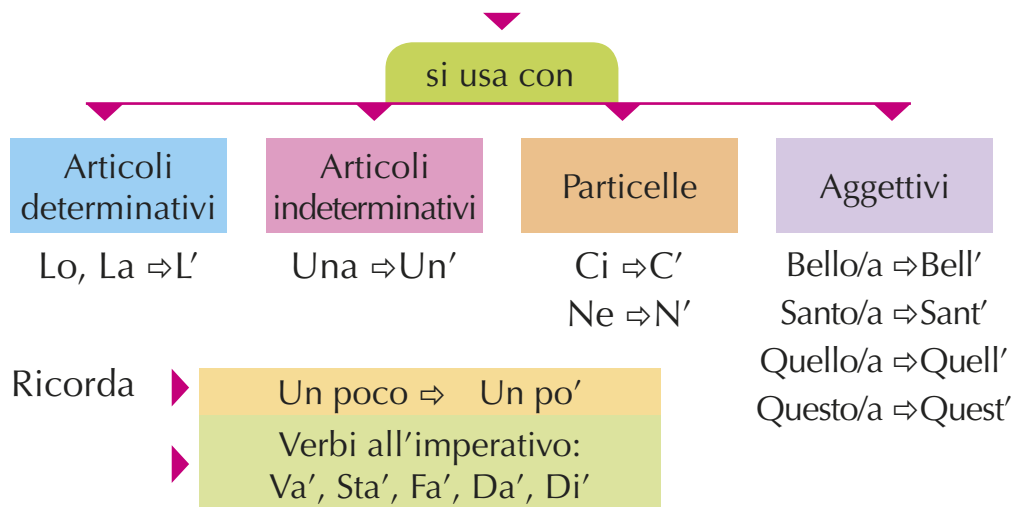 si usa con
Articoli
determinativi
Lo, La ⇨L’
Articoli
indeterminativi
Una ⇨Un’
Particelle
Ci ⇨C’
Ne ⇨N’
Aggettivi
Bello/a ⇨Bell’
Santo/a ⇨Sant’
Quello/a ⇨Quell’
Questo/a ⇨Quest’
Ricorda
Un poco ⇨ Un po’
Verbi all’imperativo:
Va’, Sta’, Fa’, Da’, Di’